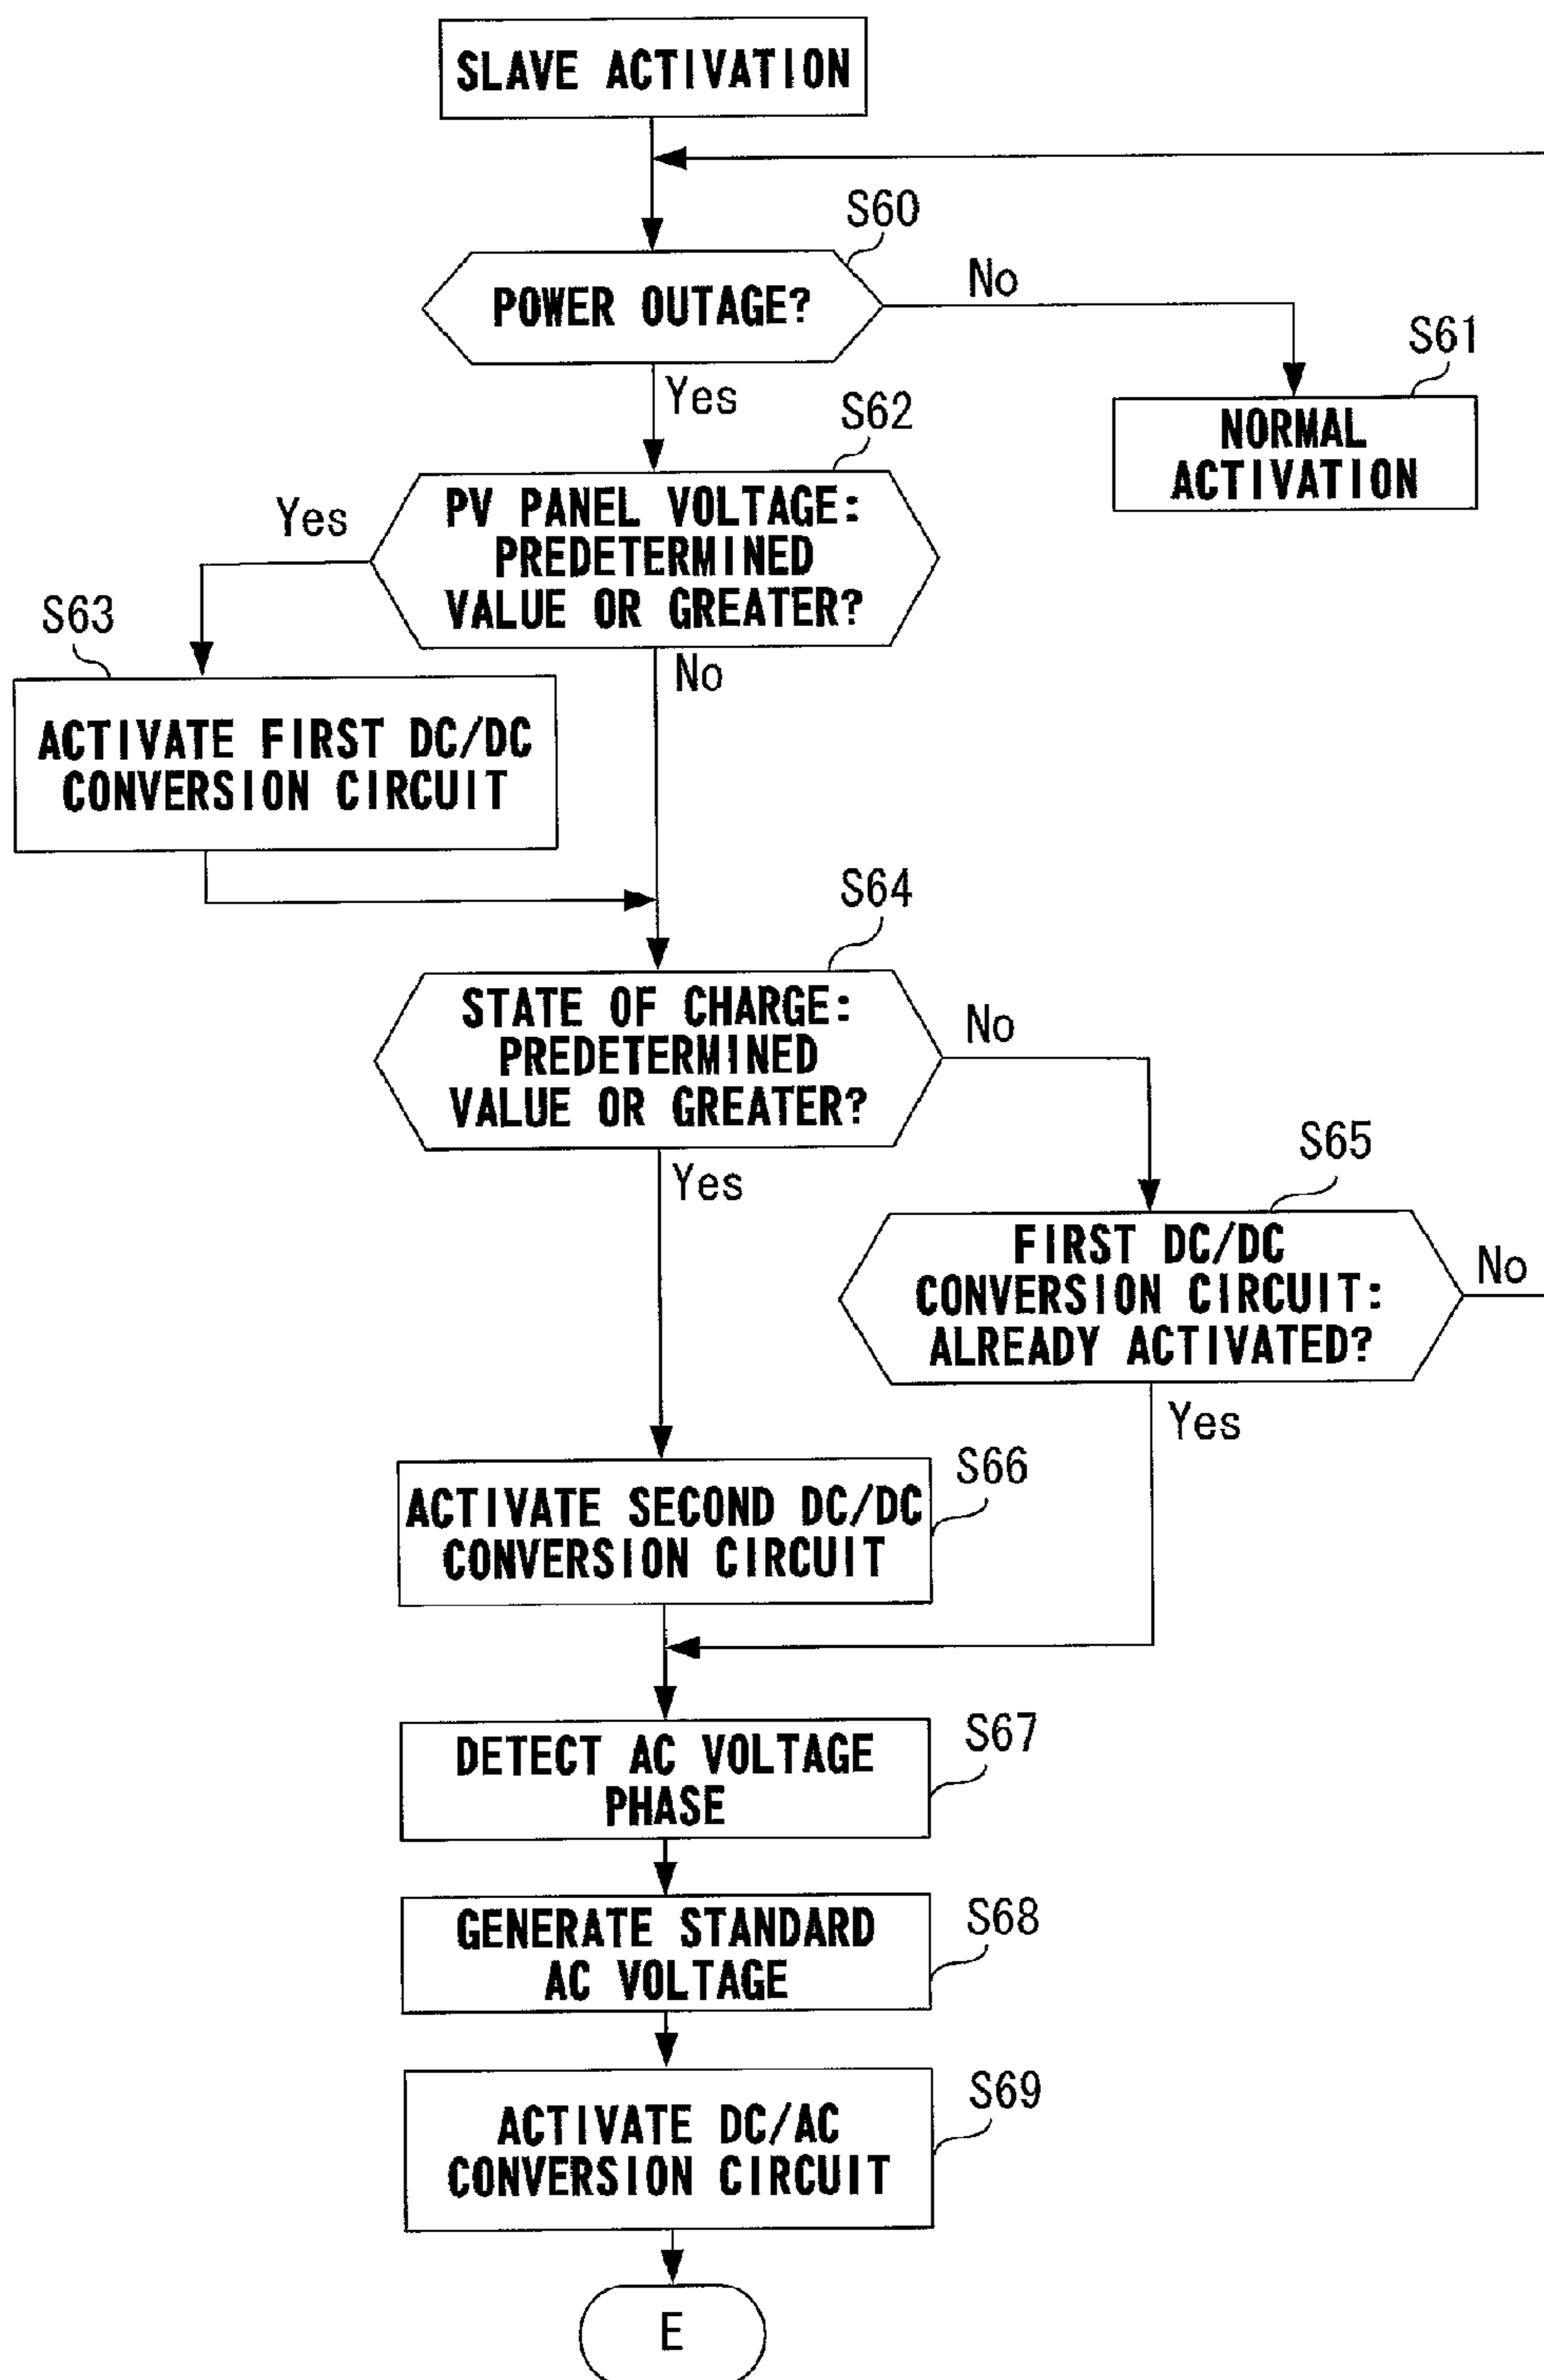 SLAVE ACTIVATION
S60
POWER OUTAGE?
No
S61
NORMAL
ACTIVATION
Yes
S62
PV PANEL VOLTAGE:
PREDETERMINED
VALUE OR GREATER?
Yes
S63
No
ACTIVATE FIRST DC/DC
CONVERSION CIRCUIT
S64
STATE OF CHARGE:
PREDETERMINED
VALUE OR GREATER?
No
Yes
S65
FIRST DC/DC
CONVERSION CIRCUIT:
ALREADY ACTIVATED?
No
Yes
S66
ACTIVATE SECOND DC/DC
CONVERSION CIRCUIT
S67
DETECT AC VOLTAGE
PHASE
S68
GENERATE STANDARD
AC VOLTAGE
S69
ACTIVATE DC/AC
CONVERSION CIRCUIT
E